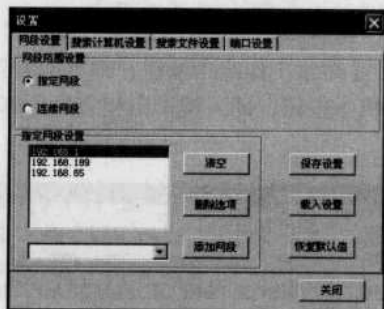 设置
网段设置 搜索计算机设置 搜索文件设置 端口设置
网段范围设置
指定网段
连续网段
指定网段设置
192.168.1
192.168.189
192.168.65
清空
删除选项
添加网段
保存设置
载入设置
恢复默认值
关闭